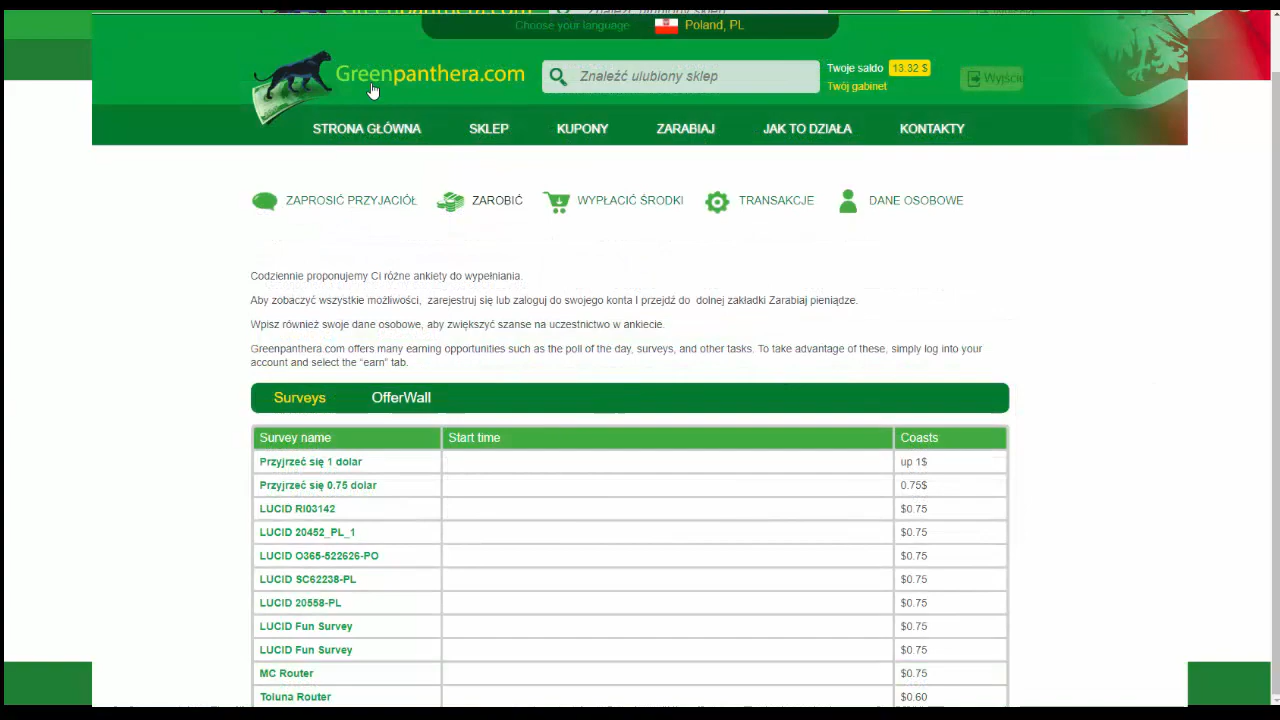 Choose your language
Poland, PL
Greenpanthera.com
Znaleźć ulubiony sklep
Twoje saldo 13.32 $
Twój gabinet
Wyjście
STRONA GŁÓWNA SKLEP KUPONY ZARABIAJ JAK TO DZIAŁA KONTAKTY
ZAPROSIĆ PRZYJACIÓŁ ZAROBIĆ WYPŁACIĆ ŚRODKI TRANSAKCJE DANE OSOBOWE
Codziennie proponujemy Ci różne ankiety do wypełniania.
Aby zobaczyć wszystkie możliwości, zarejestruj się lub zaloguj do swojego konta I przejdź do dolnej zakładki Zarabiaj pieniądze.
Wpisz również swoje dane osobowe, aby zwiększyć szanse na uczestnictwo w ankiecie.
Greenpanthera.com offers many earning opportunities such as the poll of the day, surveys, and other tasks. To take advantage of these, simply log into your
account and select the “earn” tab.
Surveys OfferWall
Survey name Start time Coasts
Przyjrzeć się 1 dolar up 1$
Przyjrzeć się 0.75 dolar 0.75$
LUCID RI03142 $0.75
LUCID 20452_PL_1 $0.75
LUCID O365-522626-PO $0.75
LUCID SC62238-PL $0.75
LUCID 20558-PL $0.75
LUCID Fun Survey $0.75
LUCID Fun Survey $0.75
MC Router $0.75
Toluna Router $0.60